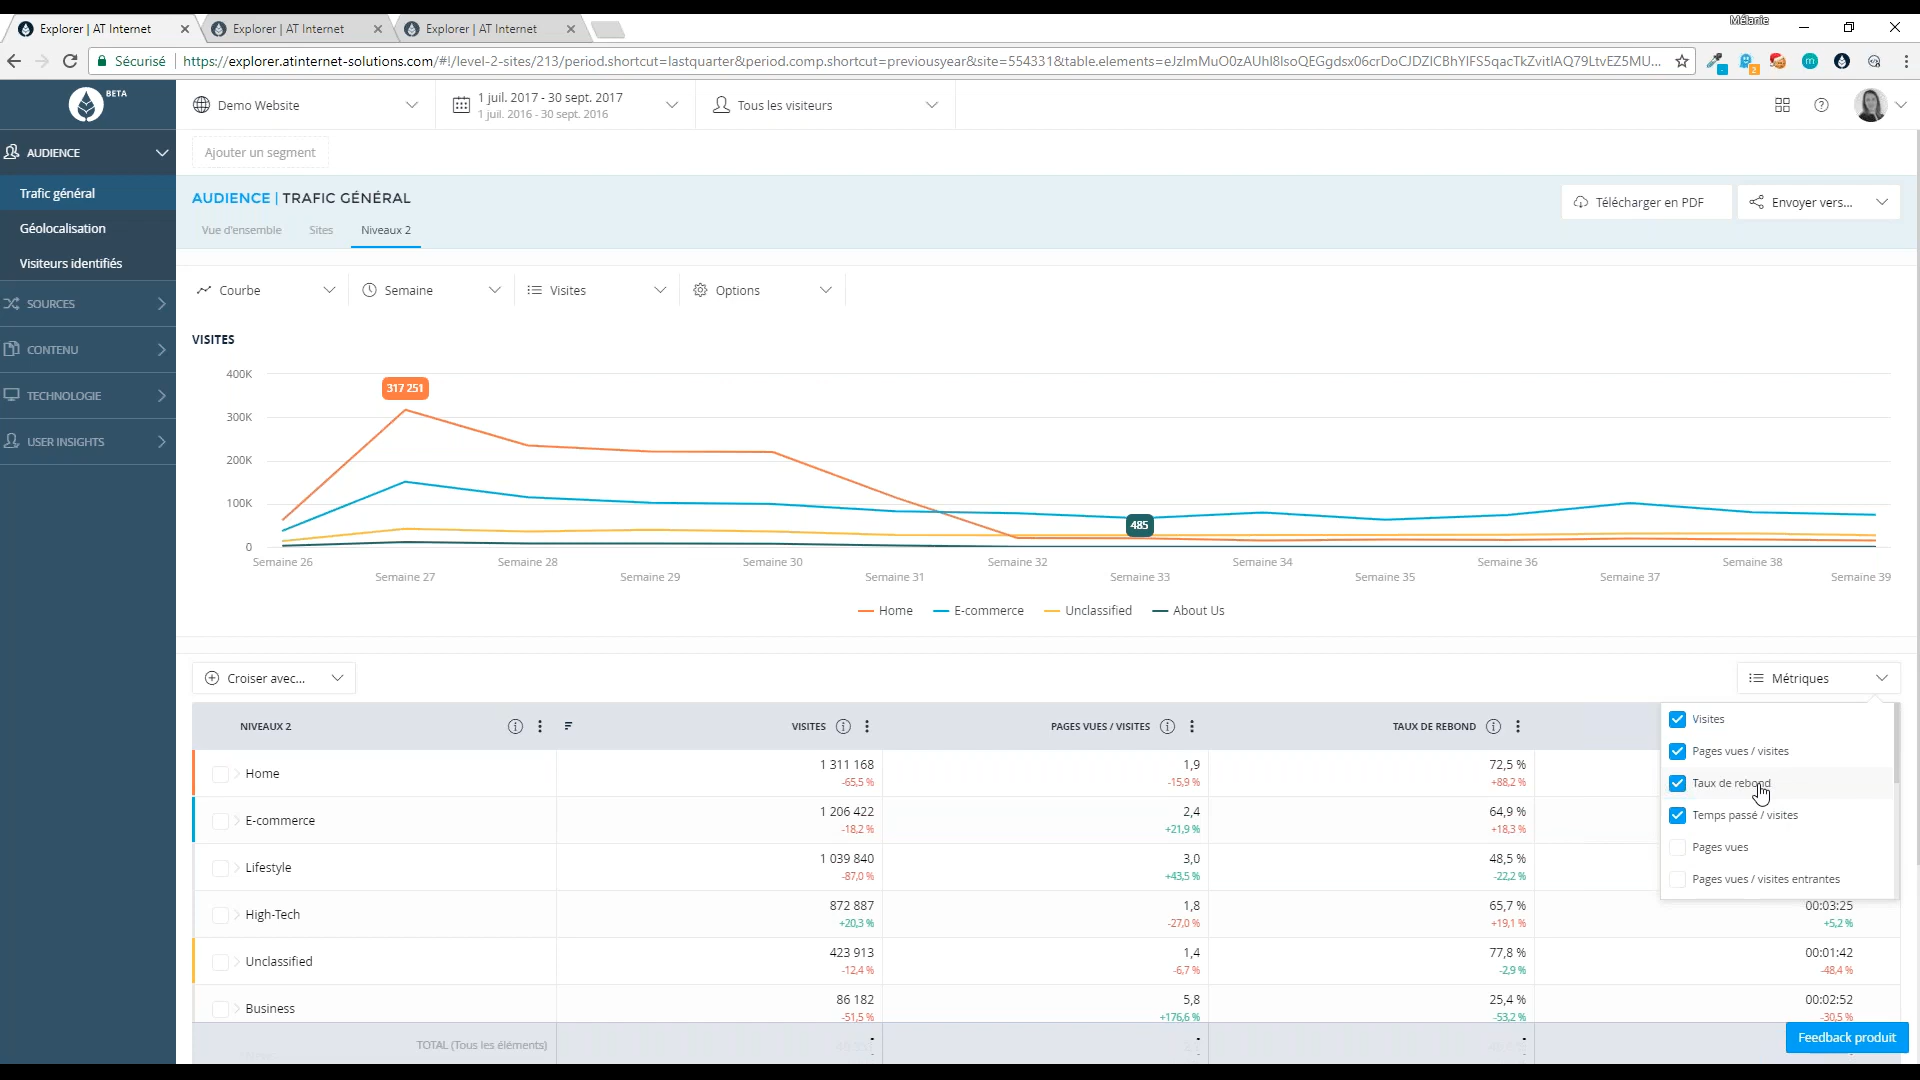 Mélanie
Explorer | AT Internet
Explorer | AT Internet
Explorer | AT Internet
Sécurisé
https://explorer.atinternet-solutions.com/#!/level-2-sites/213/period.shortcut=lastquarter&period.comp.shortcut=previousyear&site=554331&table.elements=eJzlmMuO0zAUhI8IsoQEGgdsx06crDoCJDZICBhYIFS5qacTkZvitIAQ79LtvEZ5MU...
BETA
Demo Website
1 juil. 2017 - 30 sept. 2017
1 juil. 2016 - 30 sept. 2016
Tous les visiteurs
AUDIENCE
Trafic général
Géolocalisation
Visiteurs identifiés
SOURCES
CONTENU
TECHNOLOGIE
USER INSIGHTS
Ajouter un segment
AUDIENCE | TRAFIC GÉNÉRAL
Télécharger en PDF
Envoyer vers...
Vue d'ensemble
Sites
Niveaux 2
Courbe
Semaine
Visites
Options
VISITES
400K
300K
200K
100K
0
317 251
485
Semaine 26
Semaine 27
Semaine 28
Semaine 29
Semaine 30
Semaine 31
Semaine 32
Semaine 33
Semaine 34
Semaine 35
Semaine 36
Semaine 37
Semaine 38
Semaine 39
Home
E-commerce
Unclassified
About Us
Croiser avec...
Métriques
NIVEAUX 2
VISITES
PAGES VUES / VISITES
TAUX DE REBOND
Visites
Pages vues / visites
Taux de rebond
Temps passé / visites
Pages vues
Pages vues / visites entrantes
Home
1 311 168
-65,5 %
1,9
-15,9 %
72,5 %
+88,2 %
E-commerce
1 206 422
-18,2 %
2,4
+21,9 %
64,9 %
+18,3 %
Lifestyle
1 039 840
-87,0 %
3,0
+43,5 %
48,5 %
-22,2 %
High-Tech
872 887
+20,3 %
1,8
-27,0 %
65,7 %
+19,1 %
00:03:25
+5,2 %
Unclassified
423 913
-12,4 %
1,4
-6,7 %
77,8 %
-2,9 %
00:01:42
-48,4 %
Business
86 182
-51,5 %
5,8
+176,6 %
25,4 %
-53,2 %
00:02:52
-30,5 %
TOTAL (Tous les éléments)
-
-
-
-
-
-
Feedback produit